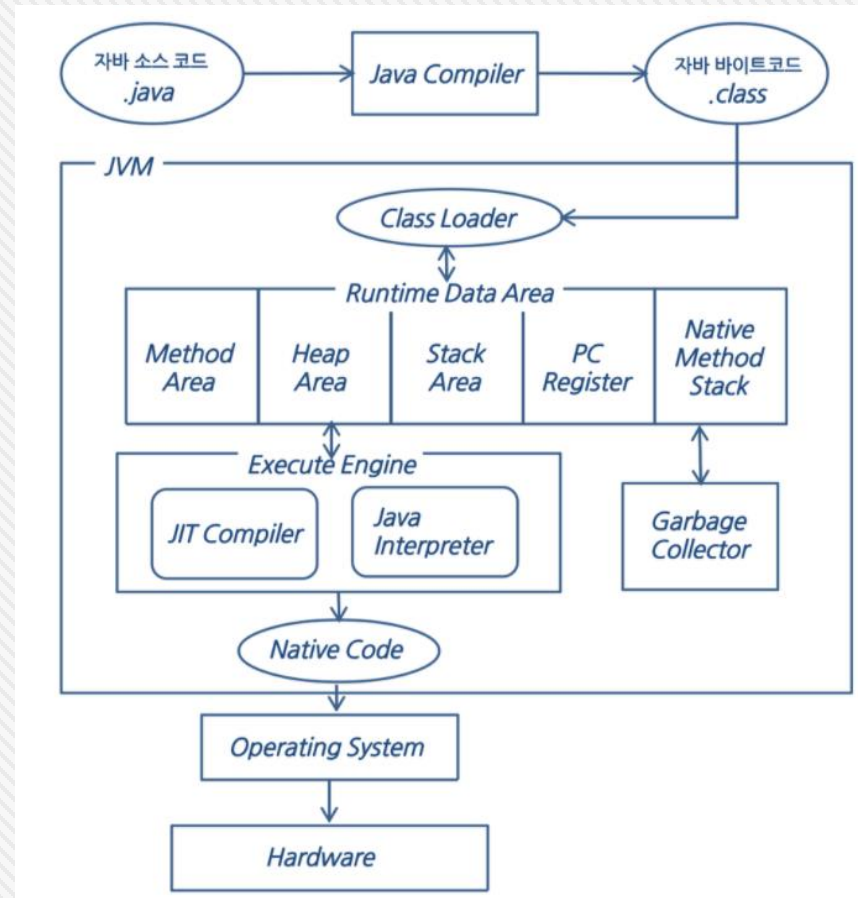 자바 소스 코드
.java
Java Compiler
자바 바이트코드
.class
JVM
Class Loader
Runtime Data Area
Method
Area
Heap
Area
Stack
Area
PC
Register
Native
Method
Stack
Execute Engine
JIT Compiler
Java
Interpreter
Garbage
Collector
Native Code
Operating System
Hardware